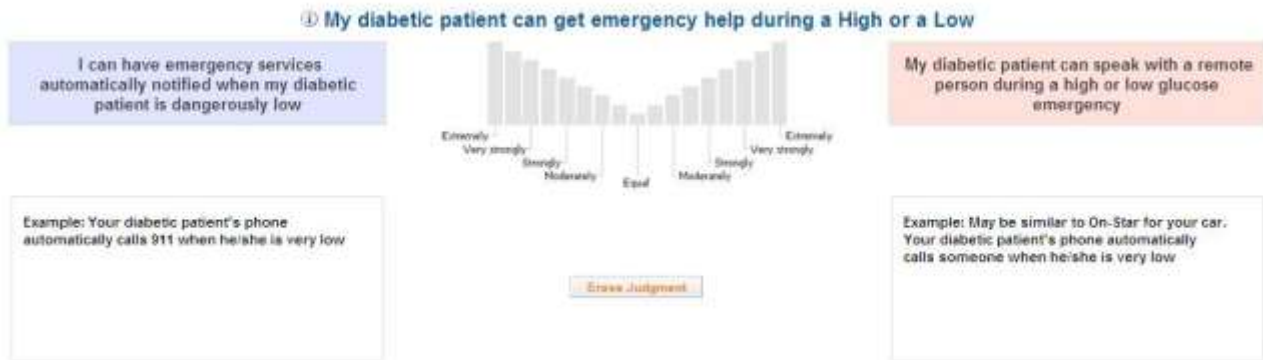 ⓘ My diabetic patient can get emergency help during a High or a Low
I can have emergency services
automatically notified when my diabetic
patient is dangerously low
My diabetic patient can speak with a remote
person during a high or low glucose
emergency
Extremely
Very strongly
Strongly
Moderately
Equal
Moderately
Strongly
Very strongly
Extremely
Example: Your diabetic patient's phone
automatically calls 911 when he/she is very low
Example: May be similar to On-Star for your car.
Your diabetic patient's phone automatically
calls someone when he/she is very low
Erase Judgment